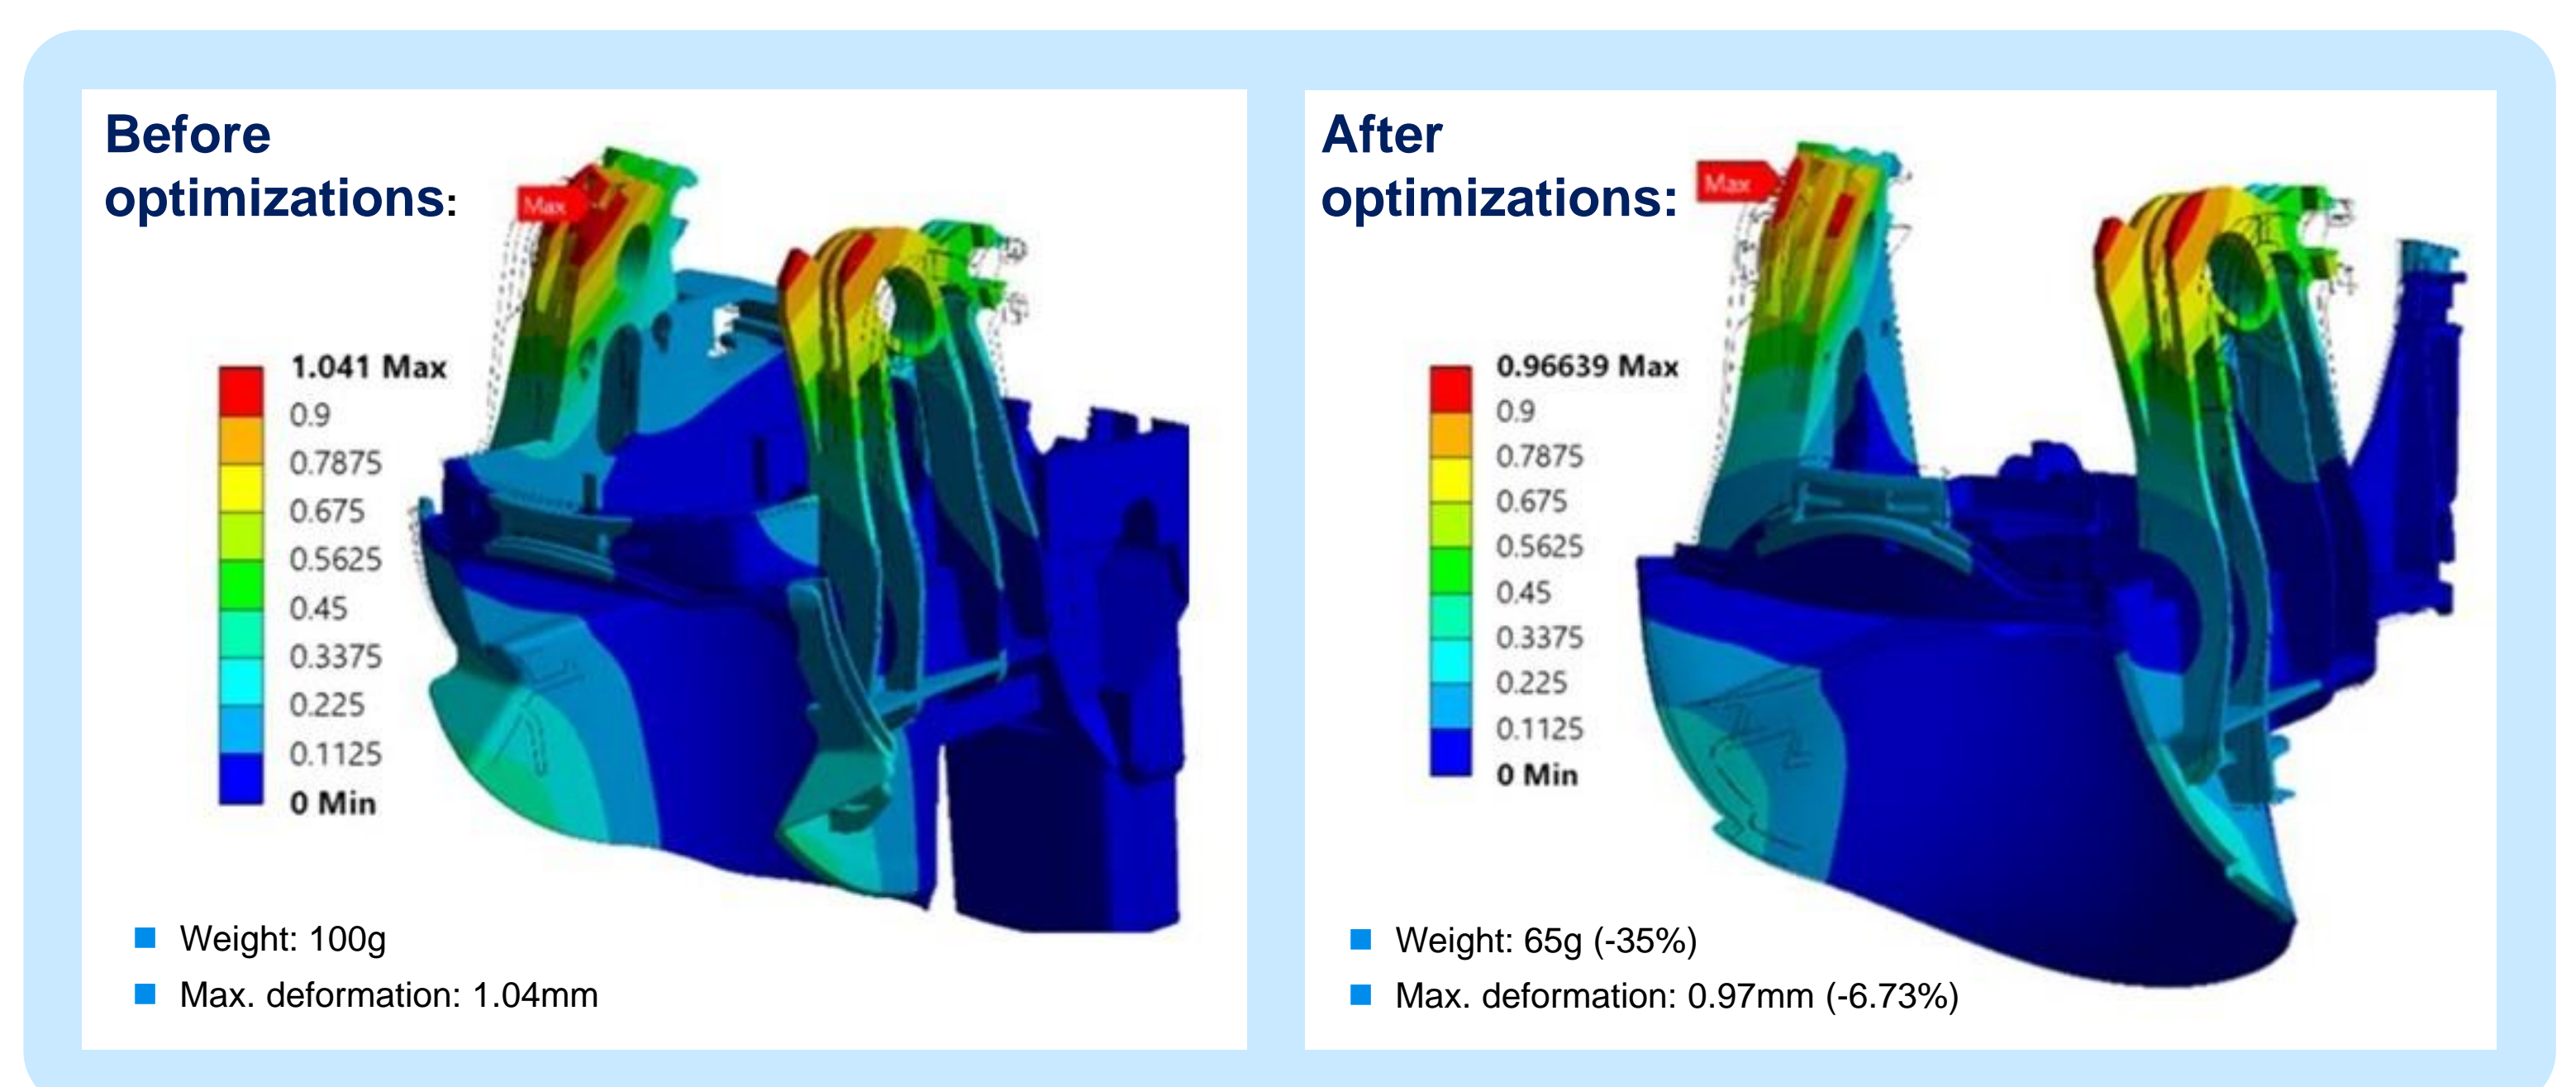 Before
optimizations:
Max
1.041 Max
0.9
0.7875
0.675
0.5625
0.45
0.3375
0.225
0.1125
0 Min
Weight: 100g
Max. deformation: 1.04mm
After
optimizations:
Max
0.96639 Max
0.9
0.7875
0.675
0.5625
0.45
0.3375
0.225
0.1125
0 Min
Weight: 65g (-35%)
Max. deformation: 0.97mm (-6.73%)